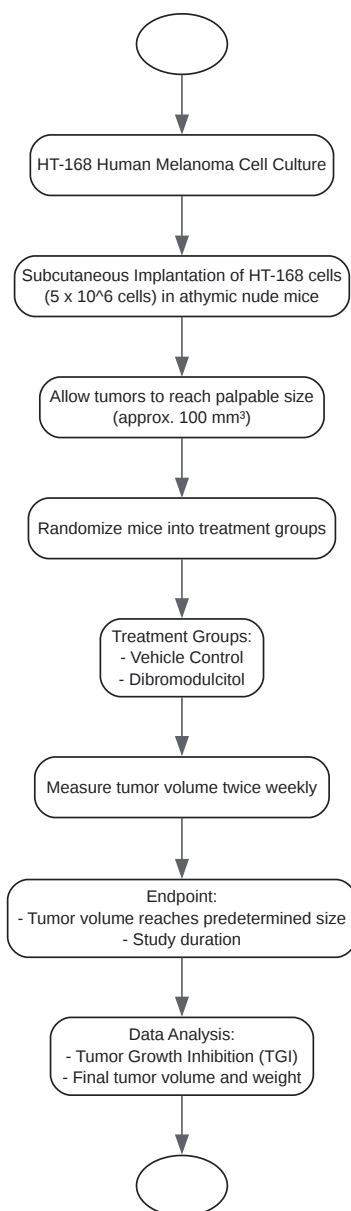 HT-168 Human Melanoma Cell Culture
Subcutaneous Implantation of HT-168 cells
(5 x 10^6 cells) in athymic nude mice
Allow tumors to reach palpable size
(approx. 100 mm³)
Randomize mice into treatment groups
Treatment Groups:
- Vehicle Control
- Dibromodulcitol
Measure tumor volume twice weekly
Endpoint:
- Tumor volume reaches predetermined size
- Study duration
Data Analysis:
- Tumor Growth Inhibition (TGI)
- Final tumor volume and weight